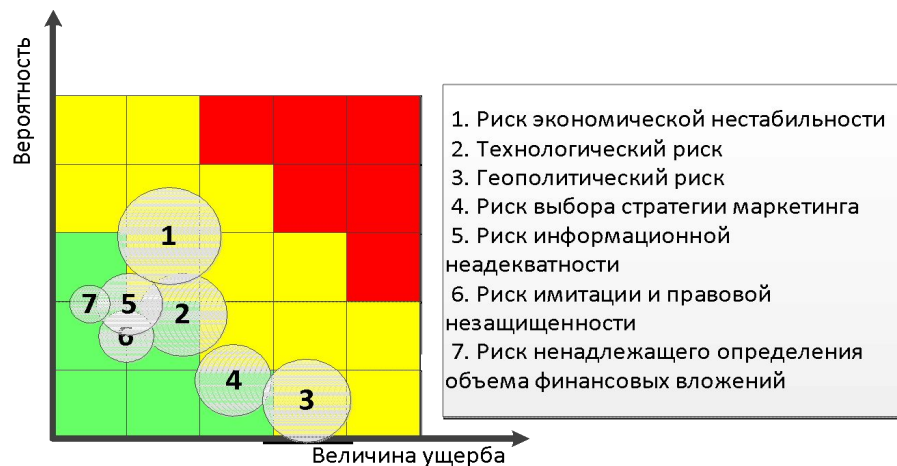 Вероятность
1
2
3
4
5
6
7
Величина ущерба
1. Риск экономической нестабильности
2. Технологический риск
3. Геополитический риск
4. Риск выбора стратегии маркетинга
5. Риск информационной
неадекватности
6. Риск имитации и правовой
незащищенности
7. Риск ненадлежащего определения
объема финансовых вложений